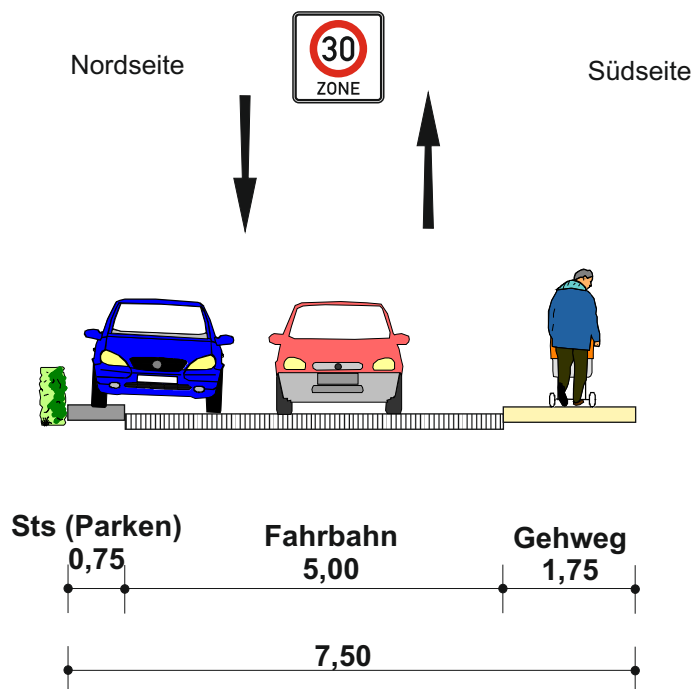 30
ZONE
Nordseite
Südseite
Sts (Parken)
0,75
Fahrbahn
5,00
Gehweg
1,75
7,50